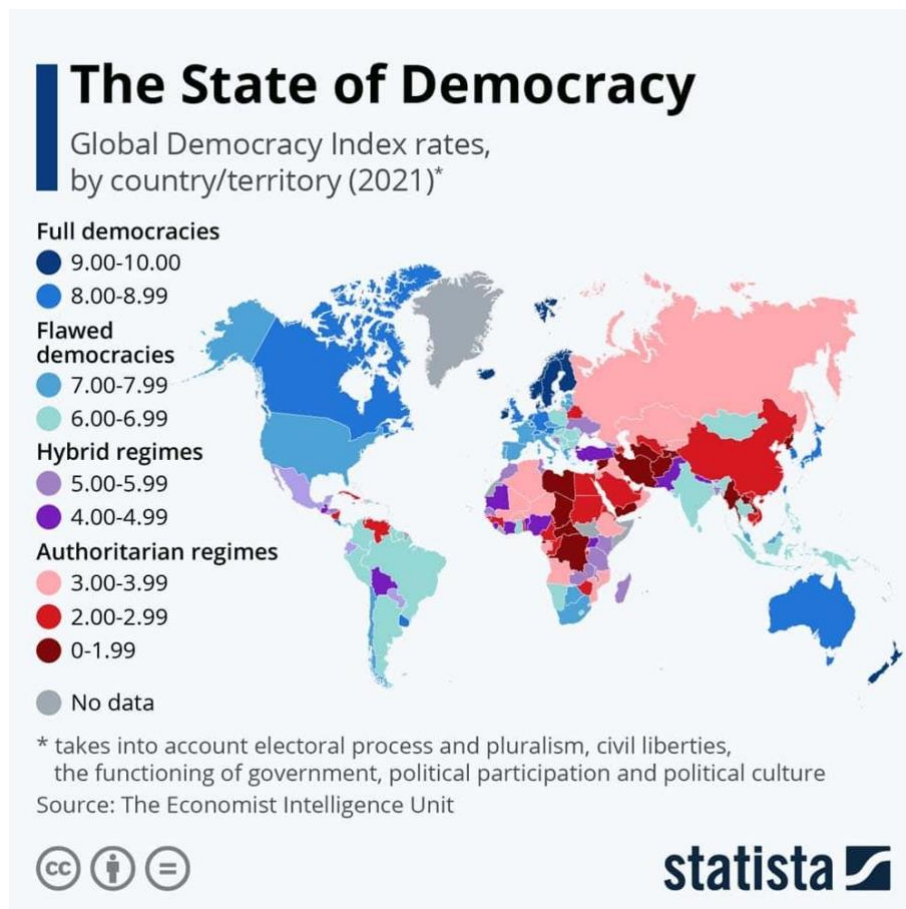 The State of Democracy
Global Democracy Index rates,
by country/territory (2021)*
Full democracies
9.00-10.00
8.00-8.99
Flawed
democracies
7.00-7.99
6.00-6.99
Hybrid regimes
5.00-5.99
4.00-4.99
Authoritarian regimes
3.00-3.99
2.00-2.99
0-1.99
No data
* takes into account electoral process and pluralism, civil liberties,
the functioning of government, political participation and political culture
Source: The Economist Intelligence Unit
cc
statista